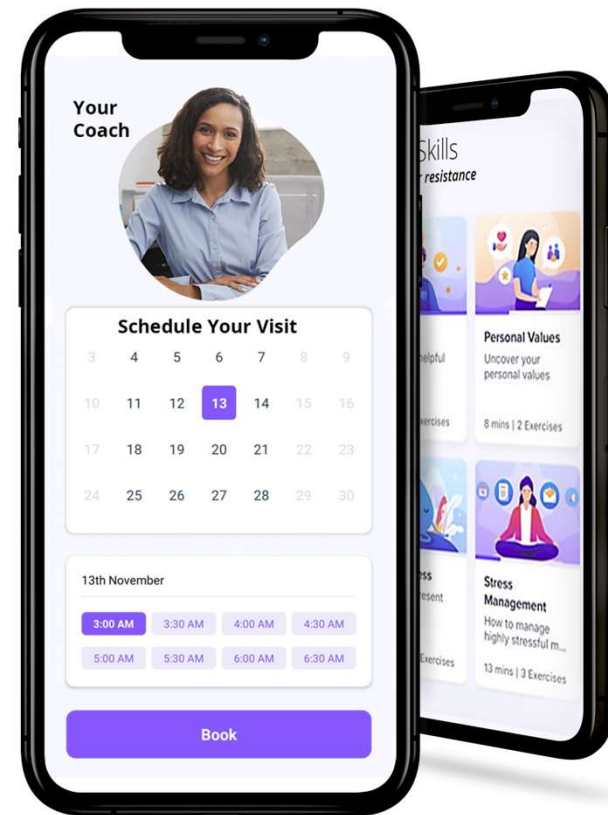 Your
Coach
Schedule Your Visit
3 4 5 6 7 8 9
10 11 12 13 14 15 16
17 18 19 20 21 22 23
24 25 26 27 28 29 30
13th November
3:00 AM 3:30 AM 4:00 AM 4:30 AM
5:00 AM 5:30 AM 6:00 AM 6:30 AM
Book
Skills
resistance
Personal Values
Uncover your
personal values
8 mins | 2 Exercises
Stress
Management
How to manage
highly stressful m...
13 mins | 3 Exercises
Exercises